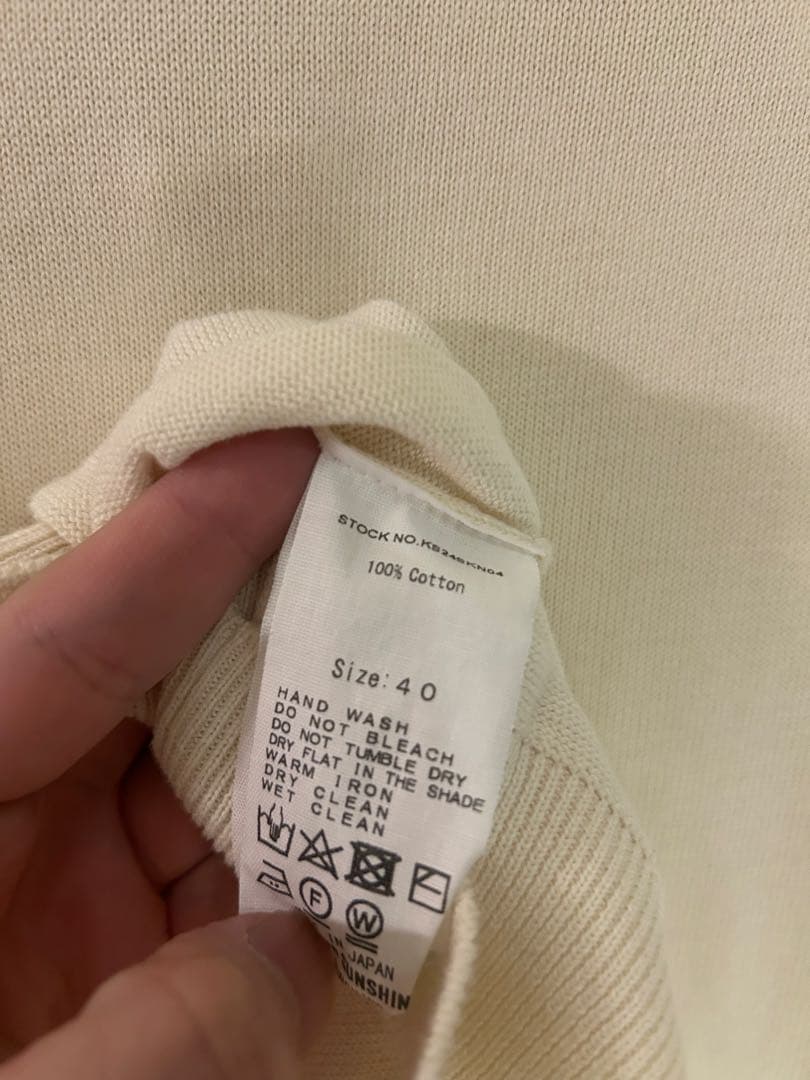 STOCK NO.KS24SKN04
100% Cotton
Size:40
HAND WASH
DO NOT BLEACH
DO NOT TUMBLE DRY
DRY FLAT IN THE SHADE
WARM IRON
DRY CLEAN
WET CLEAN
F
W
IN JAPAN